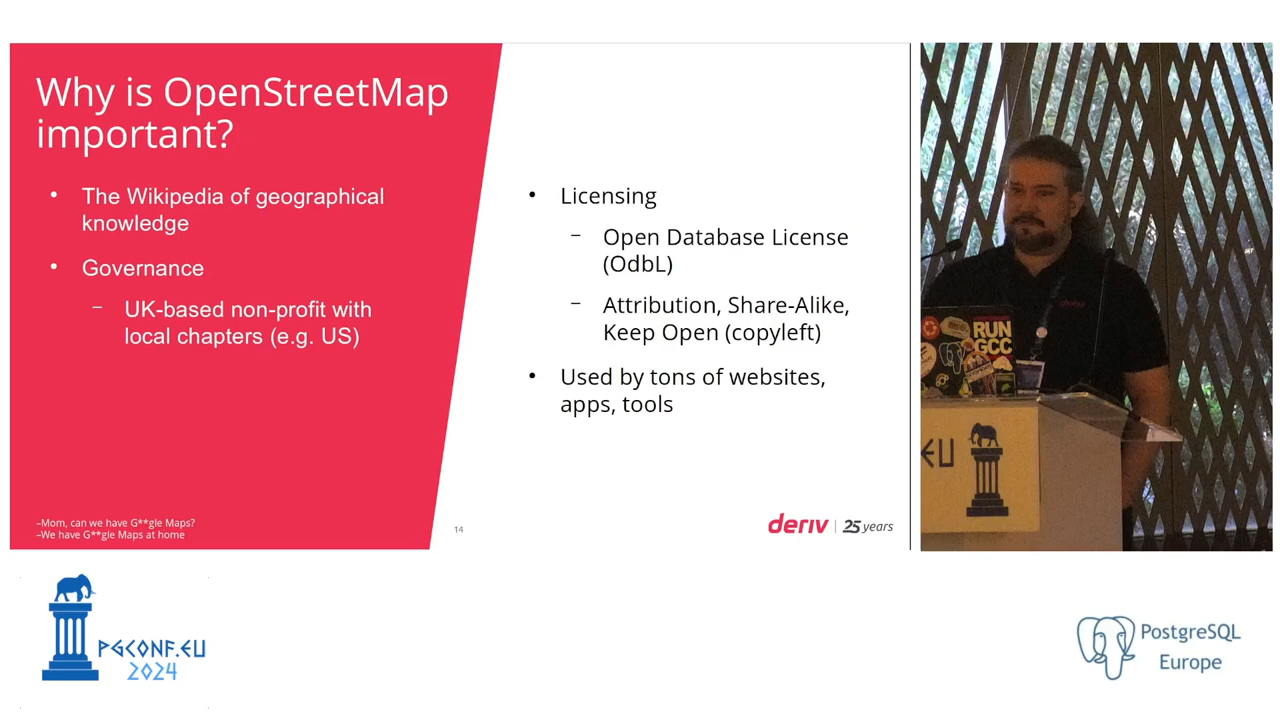 Why is OpenStreetMap
important?
• The Wikipedia of geographical
knowledge
• Governance
– UK-based non-profit with
local chapters (e.g. US)
–Mom, can we have G**gle Maps?
–We have G**gle Maps at home
• Licensing
– Open Database License
(OdbL)
– Attribution, Share-Alike,
Keep Open (copyleft)
• Used by tons of websites,
apps, tools
14
deriv | 25 years
RUN
GCC
EU
PGCONF.EU
2024
PostgreSQL
Europe